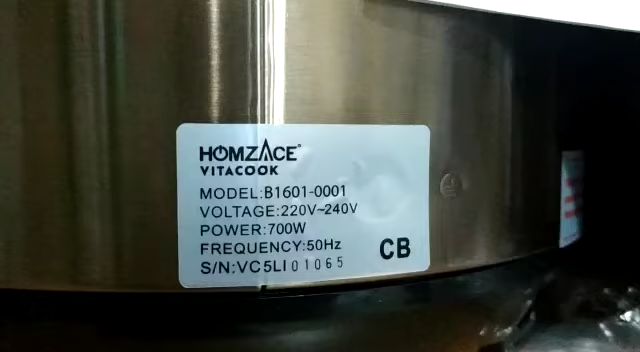 HOMZACE®
VITACOOK
MODEL:B1601-0001
VOLTAGE:220V~240V
POWER:700W
FREQUENCY:50Hz
S/N:VC5LI01065
CB